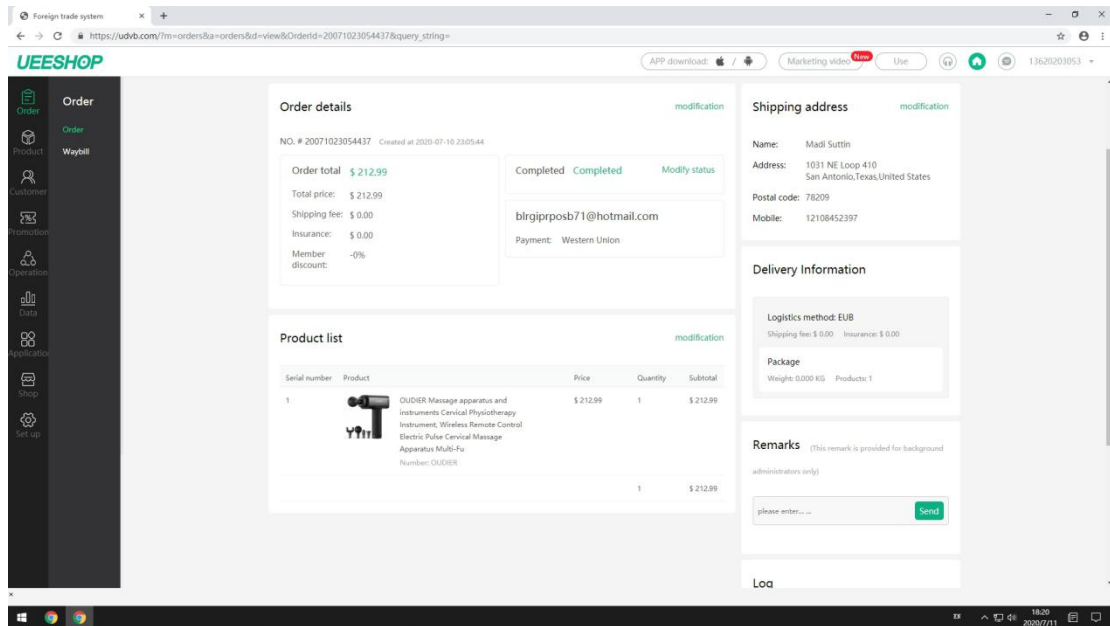 Foreign trade system
https://udvb.com/?m=orders&a=orders&d=view&OrderId=20071023054437&query_string=
UEESHOP
APP download: /
Marketing video
New
Use
13620203053
Order
Product
Customer
Promotion
Operation
Data
Application
Shop
Set up
Order
Order
Waybill
Order details
modification
NO. # 20071023054437 Created at 2020-07-10 23:05:44
Order total $ 212.99
Total price: $ 212.99
Shipping fee: $ 0.00
Insurance: $ 0.00
Member -0%
discount:
Completed Completed Modify status
blrgiprposb71@hotmail.com
Payment: Western Union
Product list
modification
Serial number Product Price Quantity Subtotal
1 OUDIER Massage apparatus and $ 212.99 1 $ 212.99
instruments Cervical Physiotherapy
Instrument, Wireless Remote Control
Electric Pulse Cervical Massage
Apparatus Multi-Fu
Number: OUDIER
1 $ 212.99
Shipping address modification
Name: Madi Suttin
Address: 1031 NE Loop 410
San Antonio,Texas,United States
Postal code: 78209
Mobile: 12108452397
Delivery Information
Logistics method: EUB
Shipping fee: $ 0.00 Insurance: $ 0.00
Package
Weight: 0.000 KG Products: 1
Remarks (This remark is provided for background
administrators only)
please enter... ...
Send
Log
18:20
2020/7/11